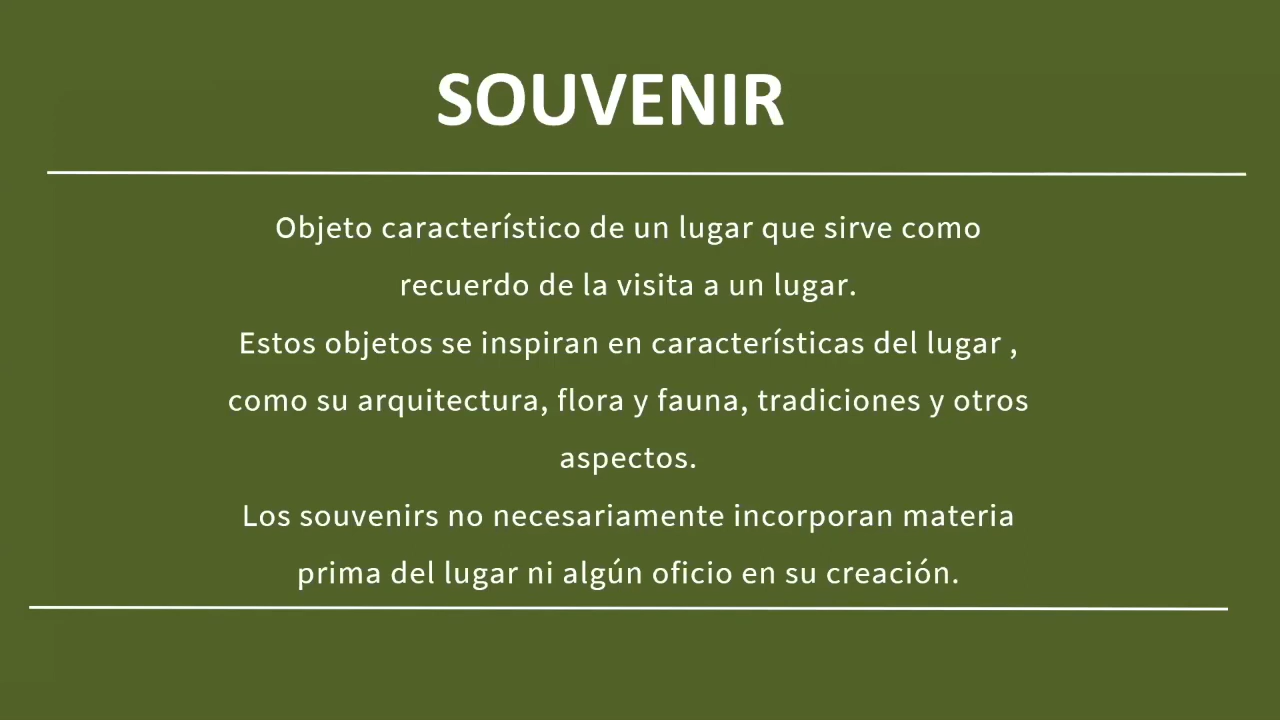 SOUVENIR
Objeto característico de un lugar que sirve como
recuerdo de la visita a un lugar.
Estos objetos se inspiran en características del lugar ,
como su arquitectura, flora y fauna, tradiciones y otros
aspectos.
Los souvenirs no necesariamente incorporan materia
prima del lugar ni algún oficio en su creación.